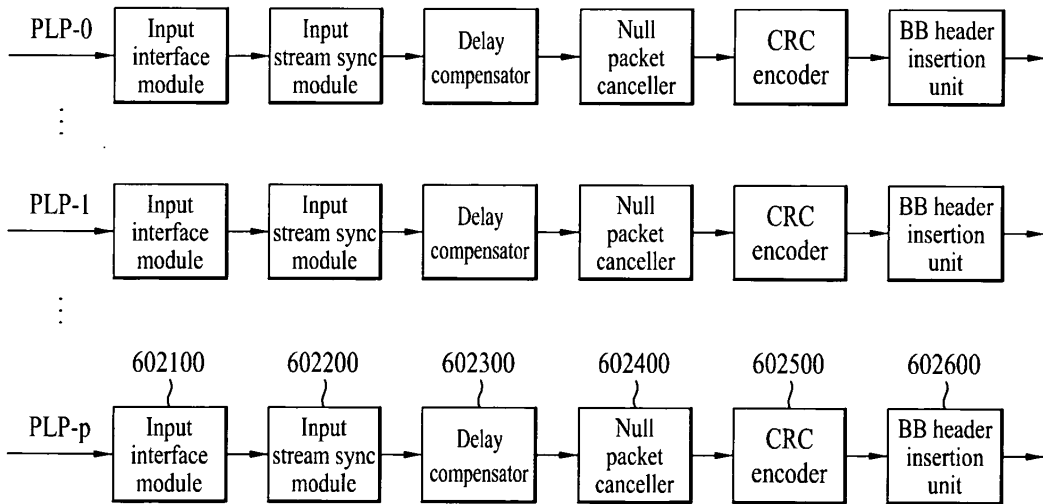 PLP-0
Input
interface
module
Input
stream sync
module
Delay
compensator
Null
packet
canceller
CRC
encoder
BB header
insertion
unit
PLP-1
Input
interface
module
Input
stream sync
module
Delay
compensator
Null
packet
canceller
CRC
encoder
BB header
insertion
unit
602100
602200
602300
602400
602500
602600
PLP-p
Input
interface
module
Input
stream sync
module
Delay
compensator
Null
packet
canceller
CRC
encoder
BB header
insertion
unit